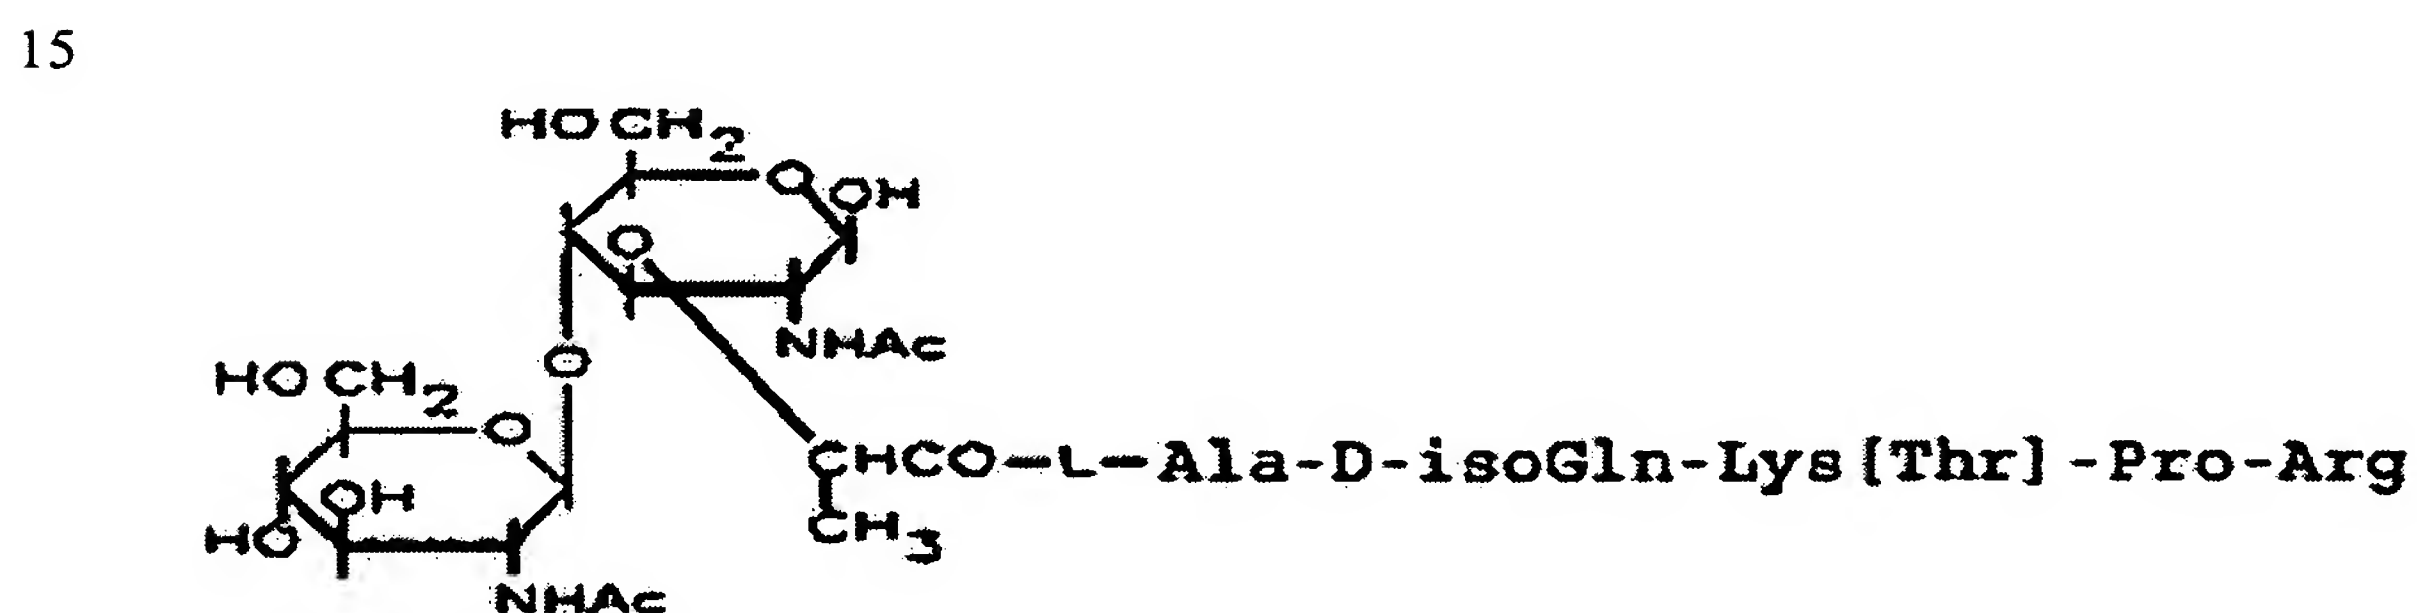 15
HOCH2
O
OH
O
NHAc
O
HOCH2
O
CHCO-L-Ala-D-isoGln-Lys[Thr]-Pro-Arg
OH
HO
CH3
NHAc